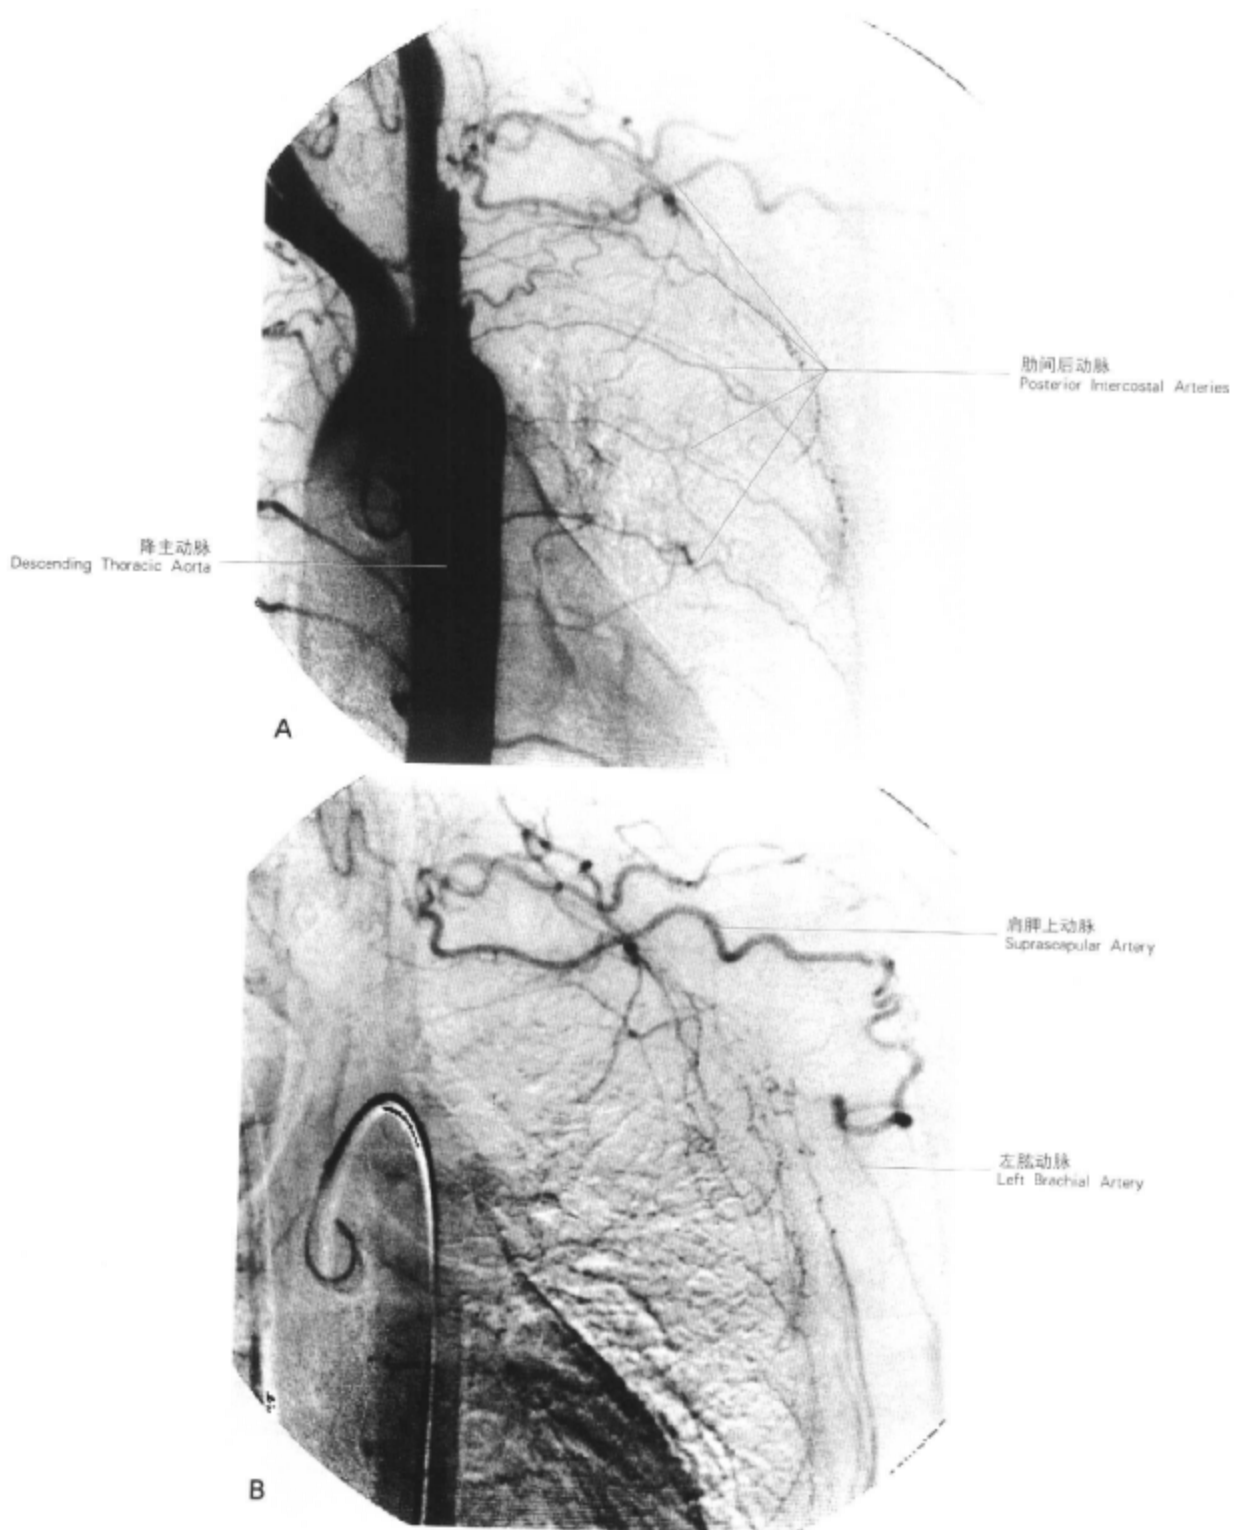 肋间后动脉
Posterior Intercostal Arteries
降主动脉
Descending Thoracic Aorta
A
肩胛上动脉
Suprascapular Artery
左肱动脉
Left Brachial Artery
B